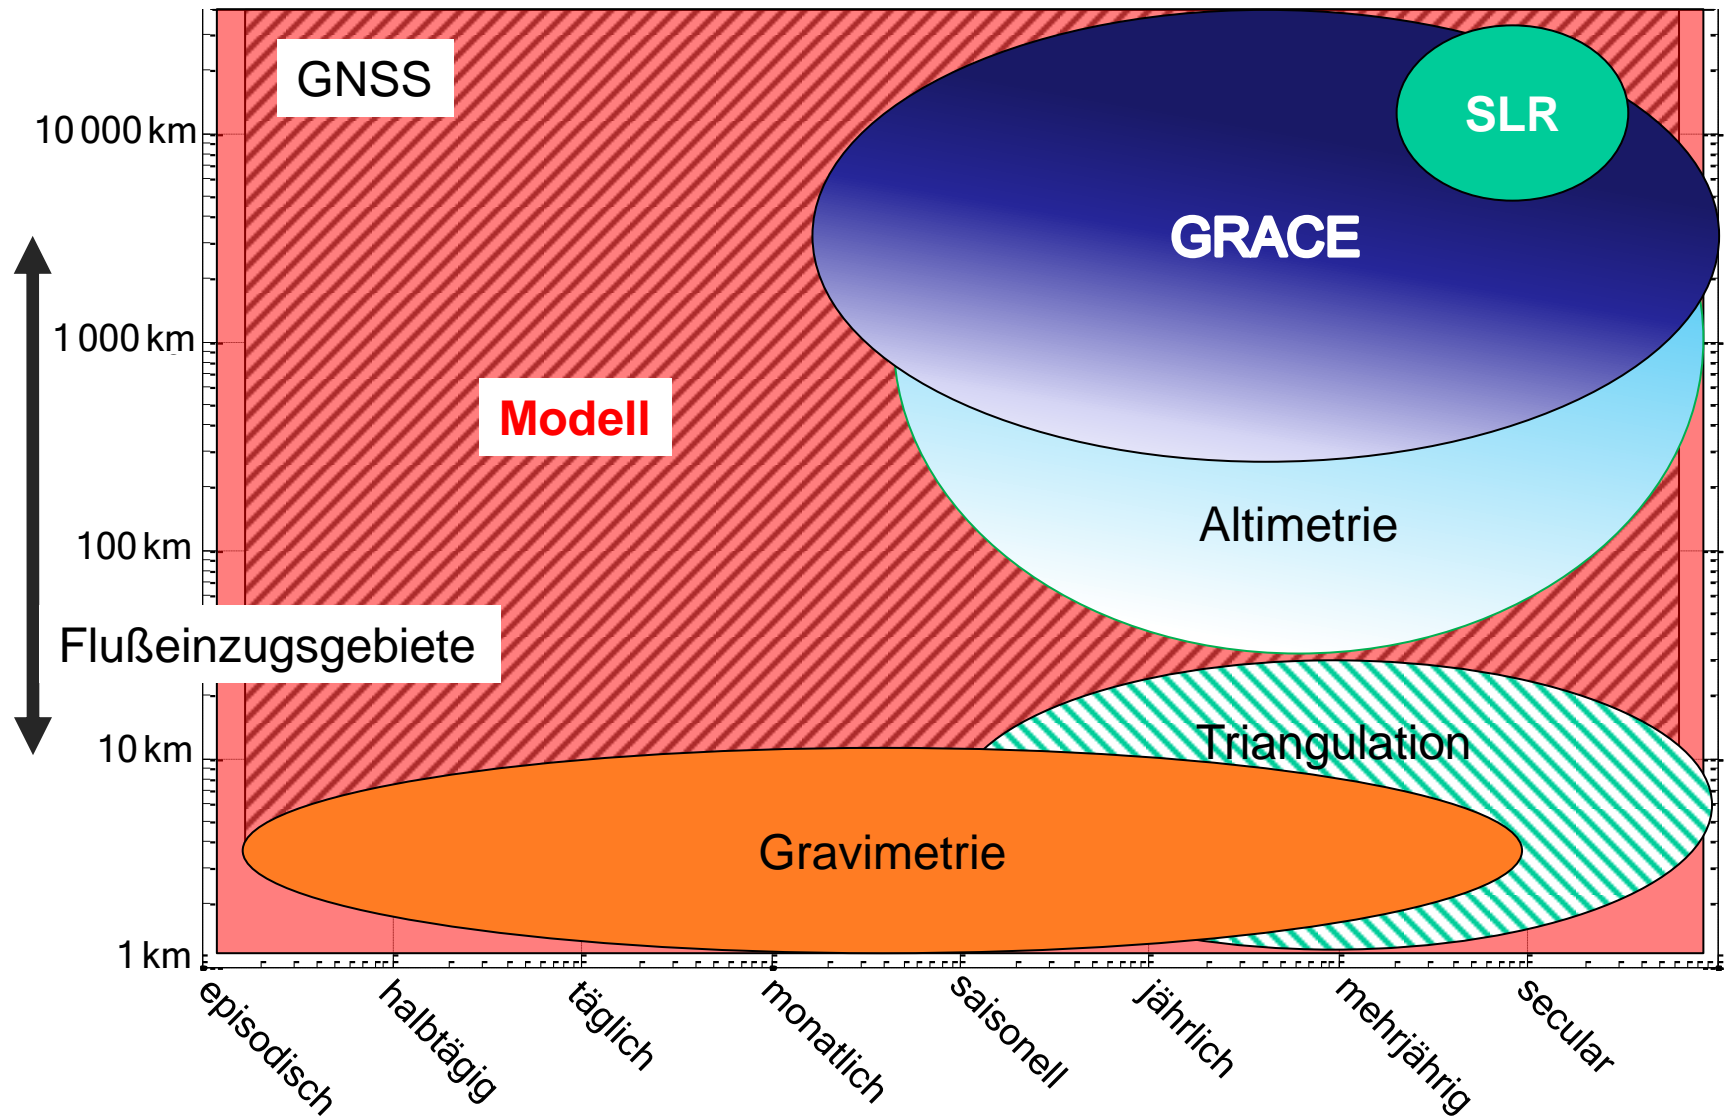 GNSS
SLR
10 000 km
GRACE
1 000 km
Modell
Altimetrie
100 km
Flußeinzugsgebiete
Triangulation
10 km
Gravimetrie
1 km
episodisch
halbtägig
täglich
monatlich
saisonell
jährlich
mehrjährig
secular